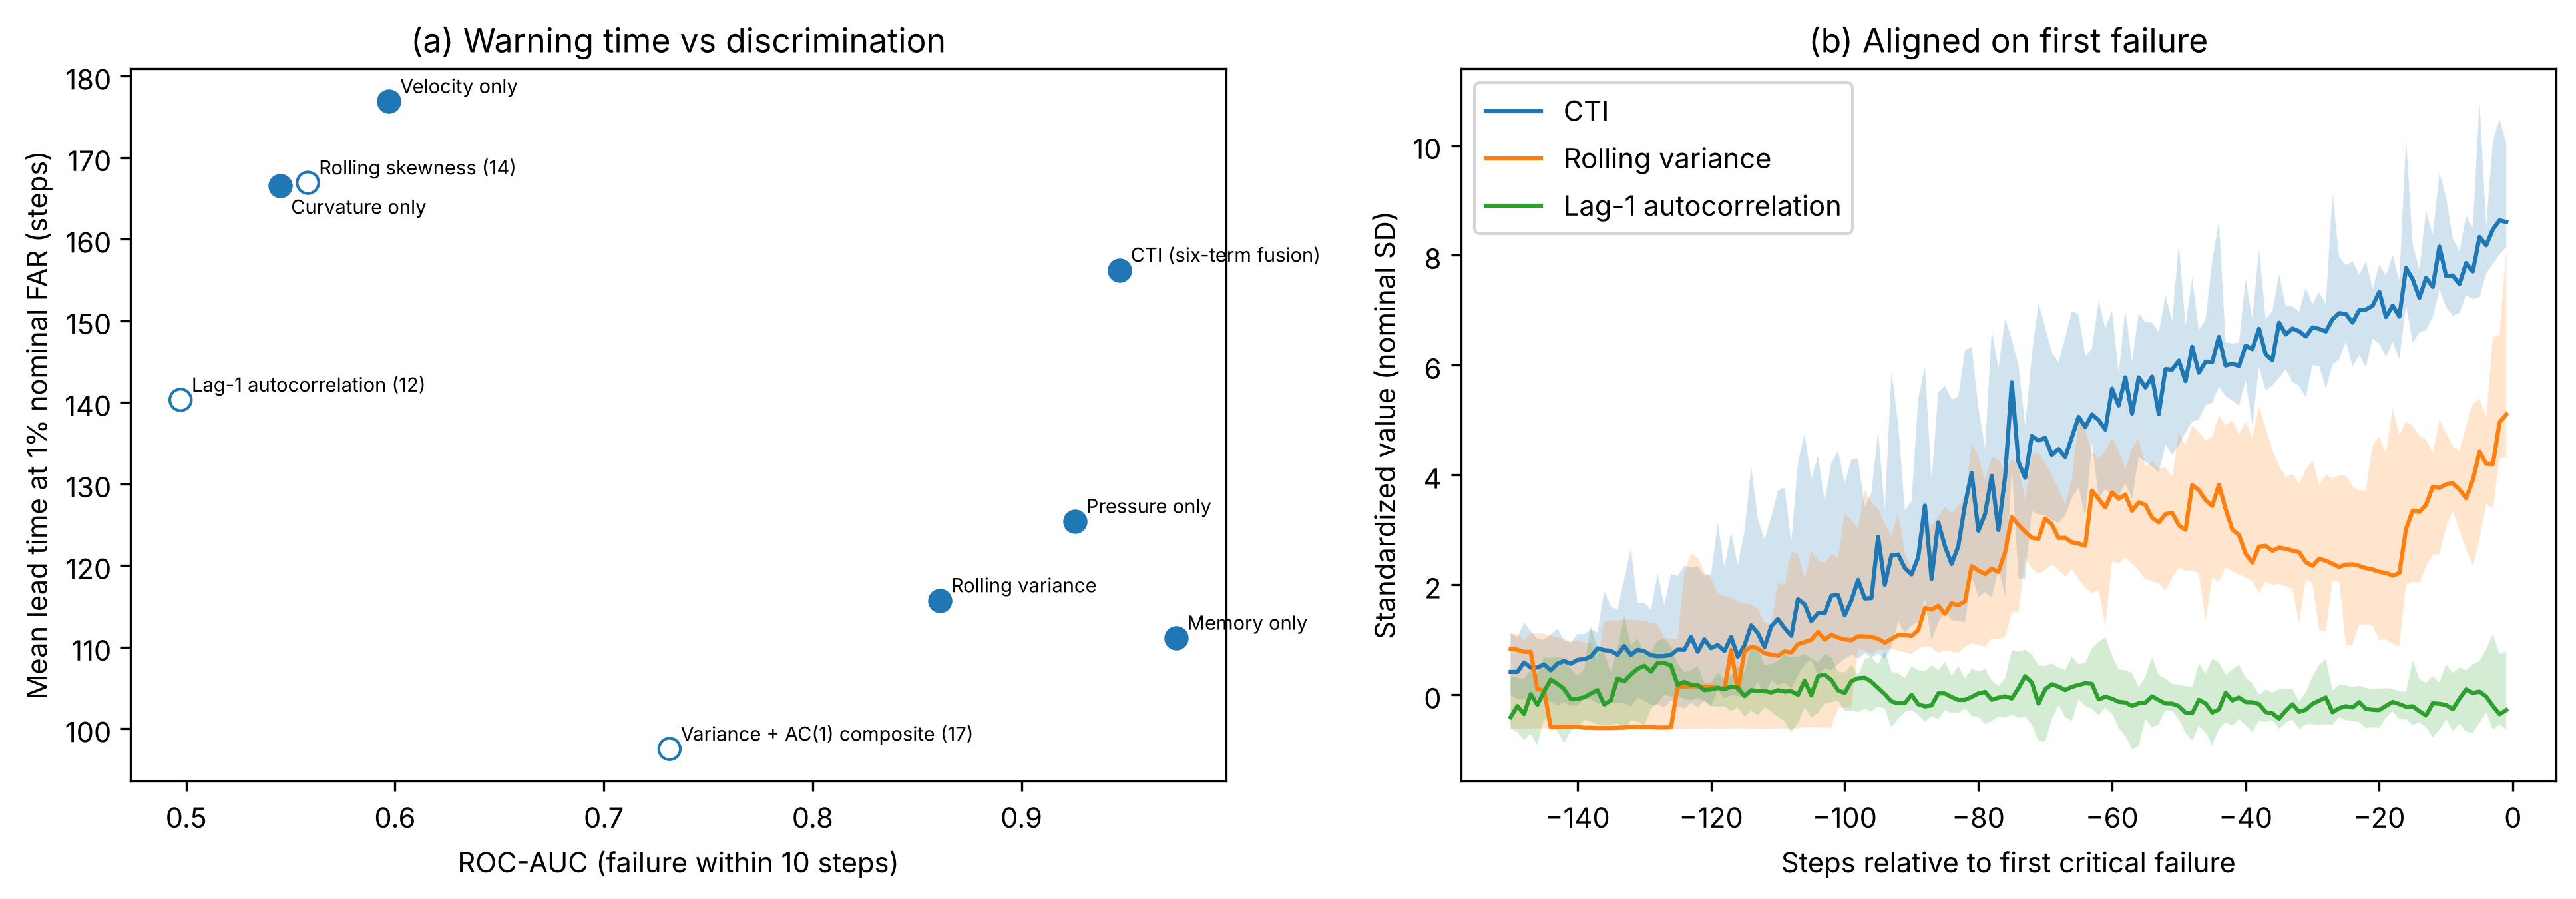 (a) Warning time vs discrimination
Mean lead time at 1% nominal FAR (steps)
180
170
160
150
140
130
120
110
100
Velocity only
Rolling skewness (14)
Curvature only
CTI (six-term fusion)
Lag-1 autocorrelation (12)
Pressure only
Rolling variance
Memory only
Variance + AC(1) composite (17)
0.5 0.6 0.7 0.8 0.9
ROC-AUC (failure within 10 steps)
(b) Aligned on first failure
Standardized value (nominal SD)
10
8
6
4
2
0
CTI
Rolling variance
Lag-1 autocorrelation
−140 −120 −100 −80 −60 −40 −20 0
Steps relative to first critical failure